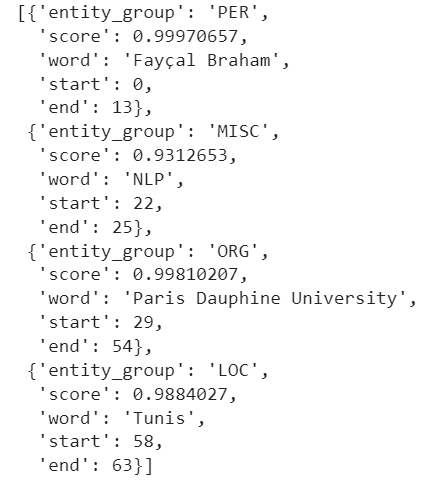 [{'entity_group': 'PER',
'score': 0.99970657,
'word': 'Fayçal Braham',
'start': 0,
'end': 13},
{'entity_group': 'MISC',
'score': 0.9312653,
'word': 'NLP',
'start': 22,
'end': 25},
{'entity_group': 'ORG',
'score': 0.99810207,
'word': 'Paris Dauphine University',
'start': 29,
'end': 54},
{'entity_group': 'LOC',
'score': 0.9884027,
'word': 'Tunis',
'start': 58,
'end': 63}]